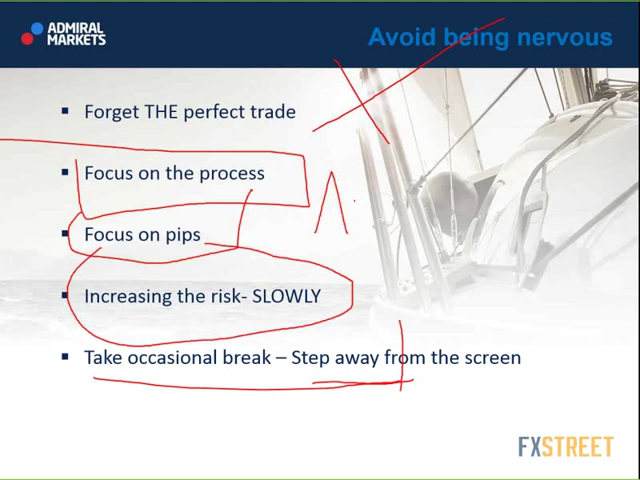 ADMIRAL
MARKETS
Avoid being nervous
Forget THE perfect trade
Focus on the process
Focus on pips
Increasing the risk- SLOWLY
Take occasional break – Step away from the screen
FXSTREET